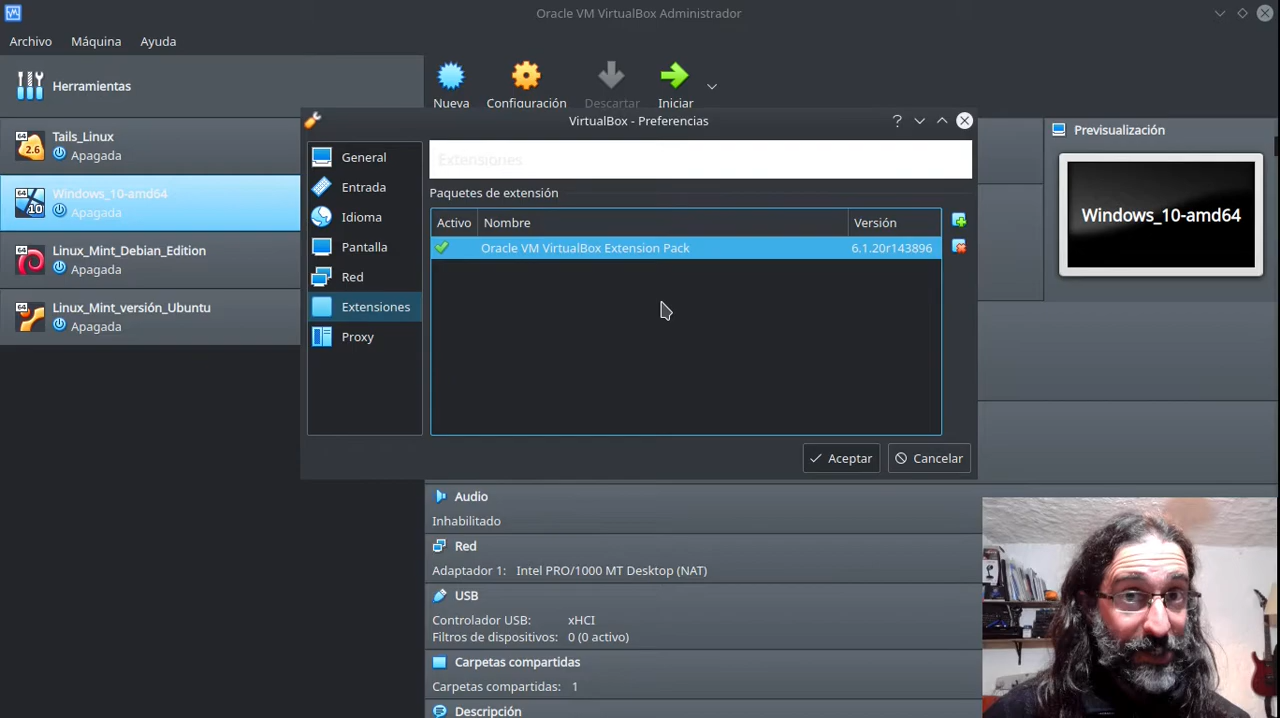 Oracle VM VirtualBox Administrador
Archivo Máquina Ayuda
Herramientas
Nueva Configuración Descartar Iniciar
Tails_Linux
Apagada
Windows_10-amd64
Apagada
Linux_Mint_Debian_Edition
Apagada
Linux_Mint_versión_Ubuntu
Apagada
VirtualBox - Preferencias
General
Entrada
Idioma
Pantalla
Red
Extensiones
Proxy
Extensiones
Paquetes de extensión
Activo Nombre Versión
Oracle VM VirtualBox Extension Pack 6.1.20r143896
Aceptar Cancelar
Previsualización
Windows_10-amd64
Audio
Inhabilitado
Red
Adaptador 1: Intel PRO/1000 MT Desktop (NAT)
USB
Controlador USB: xHCI
Filtros de dispositivos: 0 (0 activo)
Carpetas compartidas
Carpetas compartidas: 1
Descripción